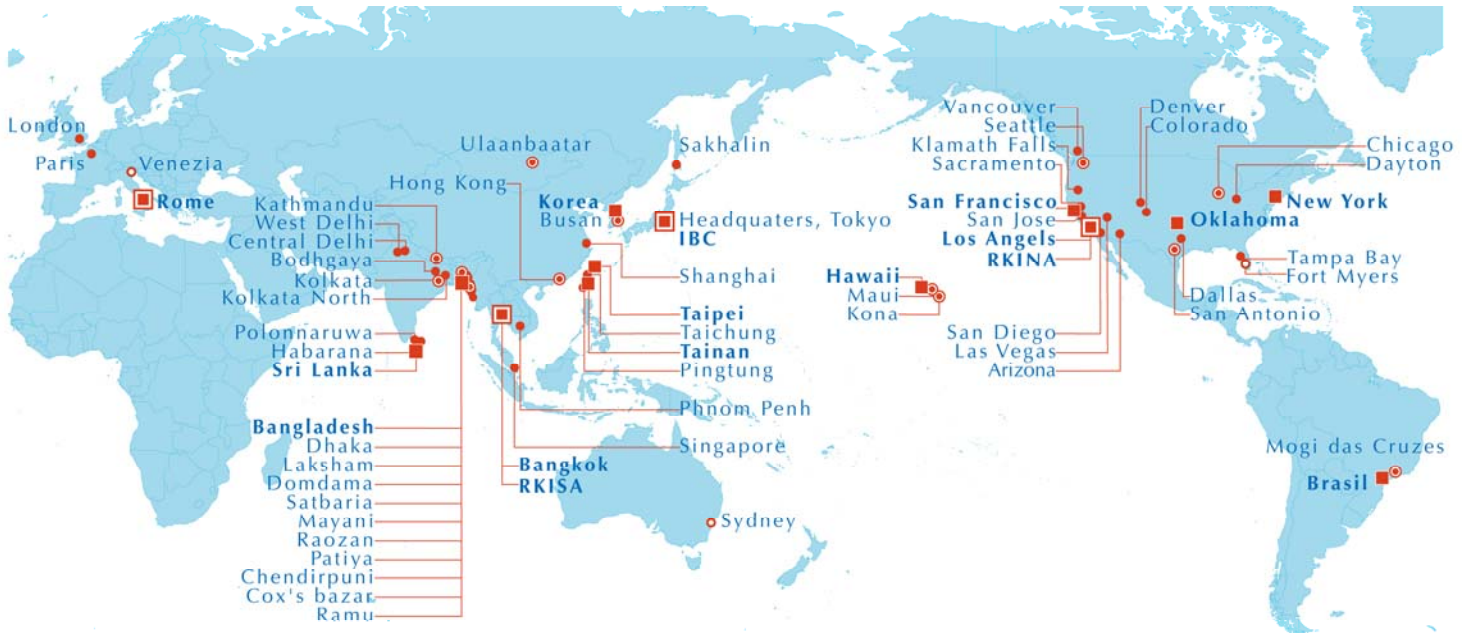 London
Paris
Venezia
Rome
Ulaanbaatar
Sakhalin
Hong Kong
Korea
Busan
Headquaters, Tokyo
IBC
Kathmandu
West Delhi
Central Delhi
Bodhgaya
Kolkata
Kolkata North
Shanghai
Taipei
Taichung
Tainan
Pingtung
Polonnaruwa
Habarana
Sri Lanka
Phnom Penh
Singapore
Bangladesh
Dhaka
Laksham
Domdama
Satbaria
Mayani
Raozan
Patiya
Chendirpuni
Cox's bazar
Ramu
Bangkok
RKISA
Sydney
Vancouver
Seattle
Klamath Falls
Sacramento
San Francisco
San Jose
Los Angels
RKINA
Hawaii
Maui
Kona
San Diego
Las Vegas
Arizona
Denver
Colorado
Chicago
Dayton
New York
Oklahoma
Tampa Bay
Fort Myers
Dallas
San Antonio
Mogi das Cruzes
Brasil